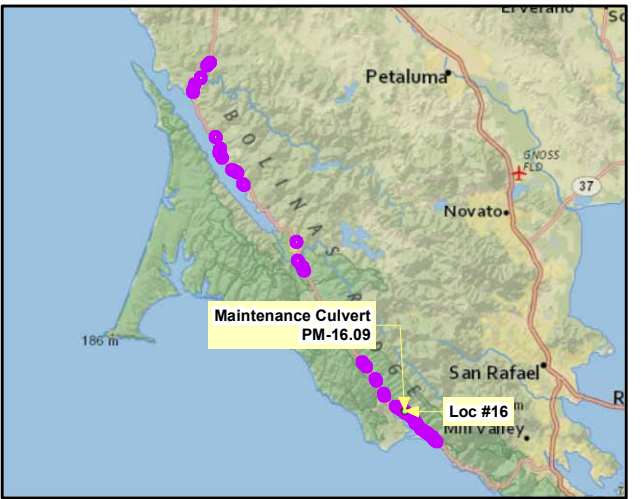 El Verano
Petaluma
GNOSS
FLD
37
Novato
BOLINAS RIDGE
Maintenance Culvert
PM-16.09
186 m
San Rafael
Loc #16
m
Mill Valley